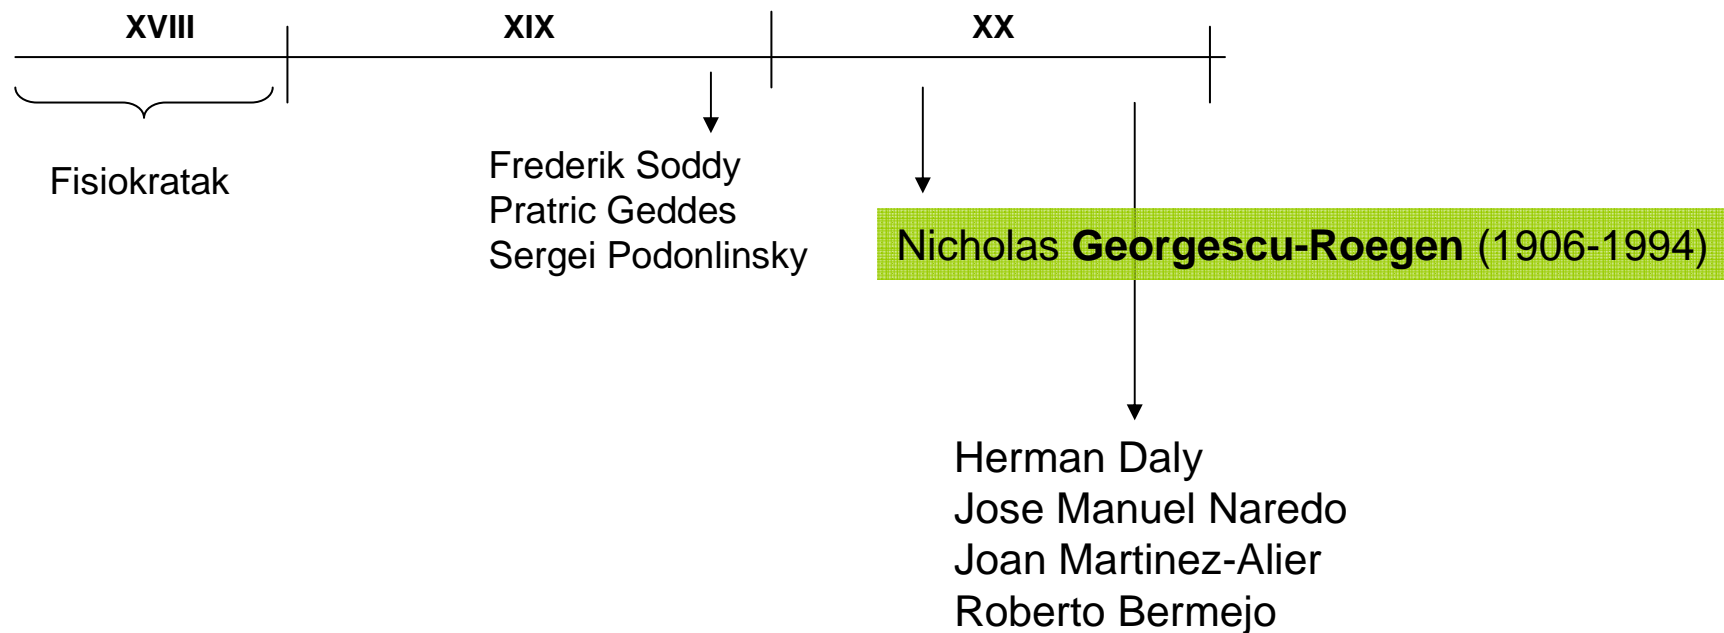 XVIII XIX XX
Fisiokratak
Frederik Soddy
Pratric Geddes
Sergei Podonlinsky
Nicholas Georgescu-Roegen (1906-1994)
Herman Daly
Jose Manuel Naredo
Joan Martinez-Alier
Roberto Bermejo